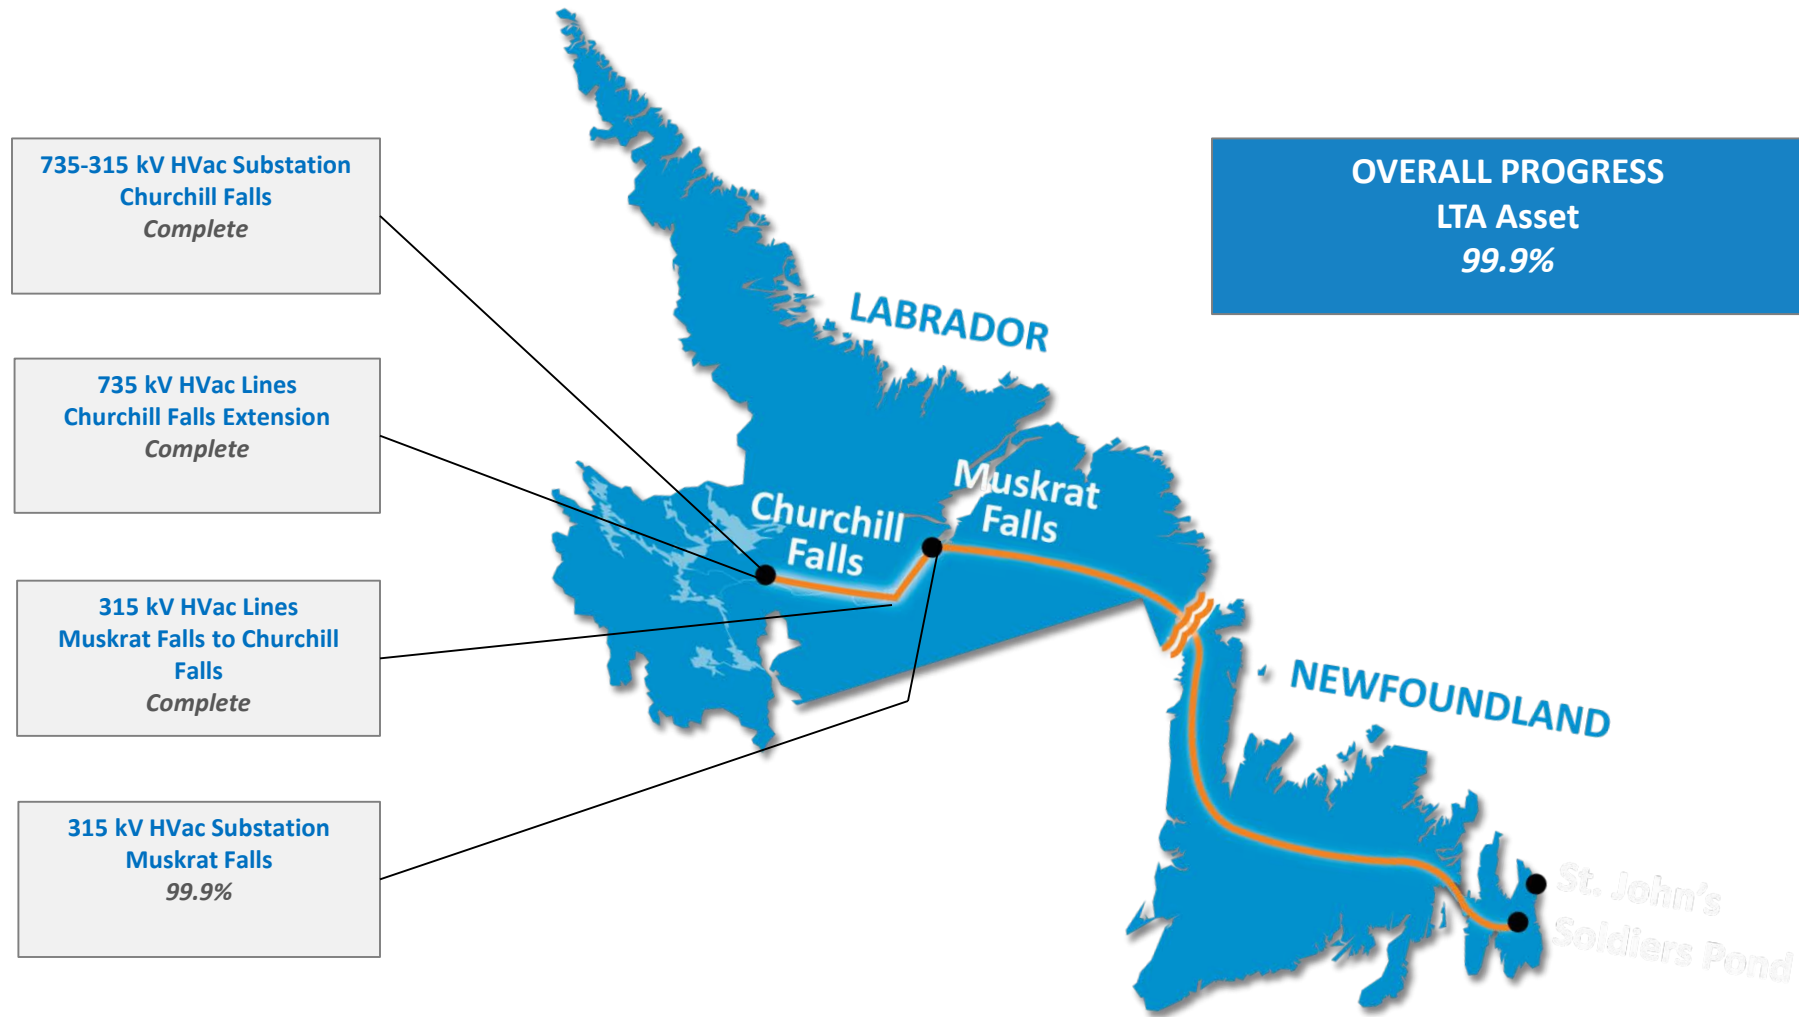 735-315 kV HVac Substation
Churchill Falls
Complete
735 kV HVac Lines
Churchill Falls Extension
Complete
315 kV HVac Lines
Muskrat Falls to Churchill
Falls
Complete
315 kV HVac Substation
Muskrat Falls
99.9%
OVERALL PROGRESS
LTA Asset
99.9%
LABRADOR
Churchill
Falls
Muskrat
Falls
NEWFOUNDLAND
St. John's
Soldiers Pond